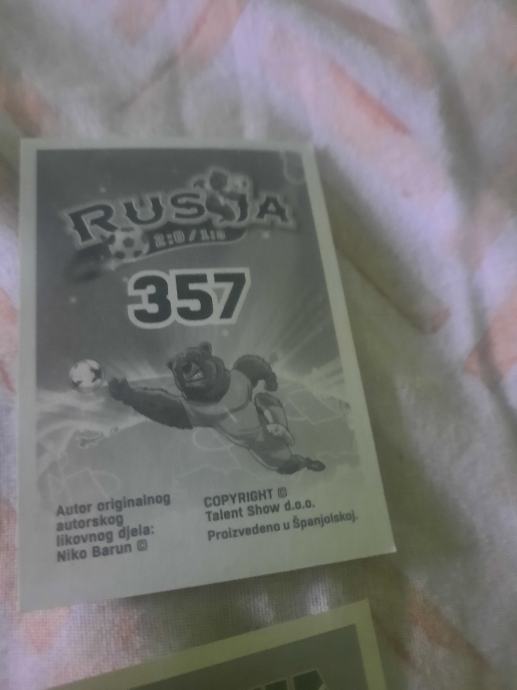 RUSIJA
357
Autor originalnog
autorskog
likovnog djela:
Niko Barun ©
COPYRIGHT ©
Talent Show d.o.o.
Proizvedeno u Španjolskoj.